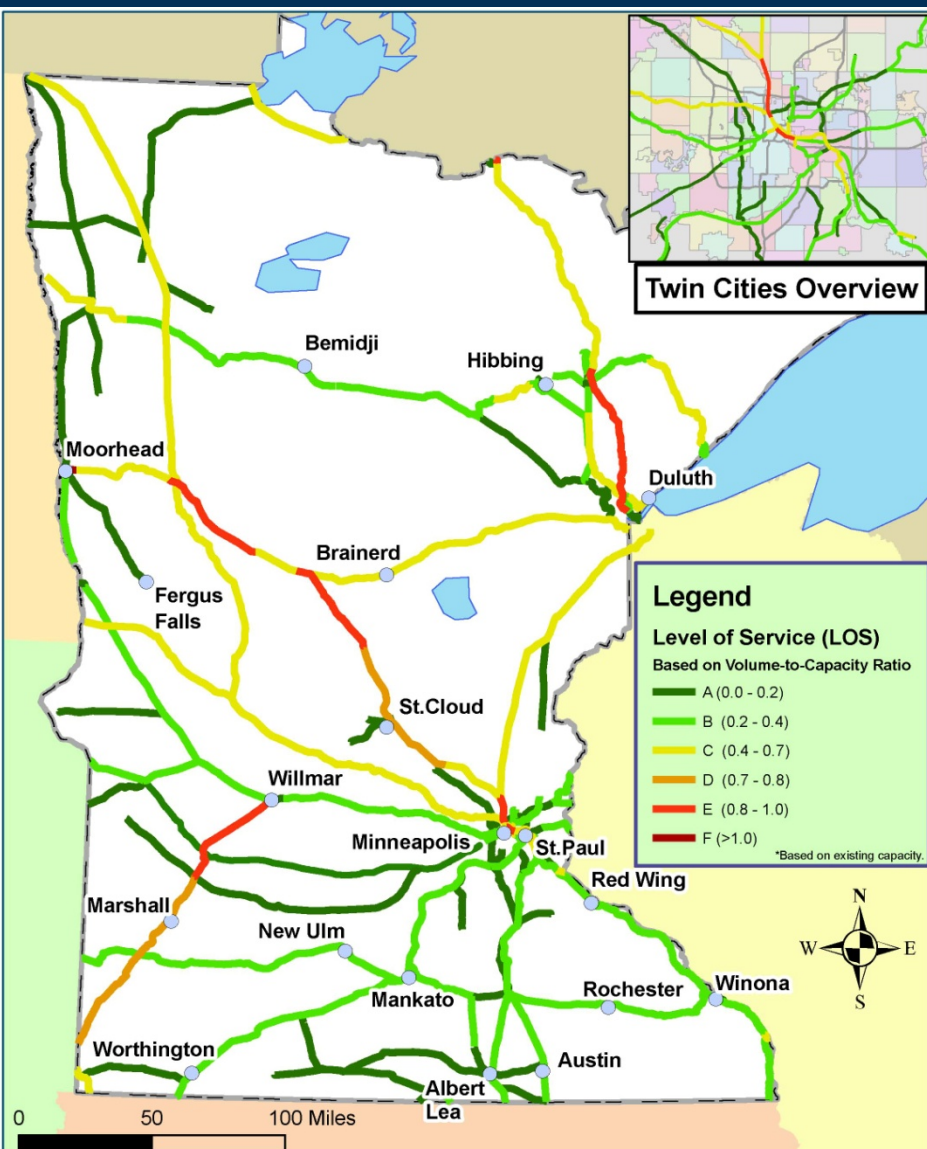 Twin Cities Overview
Bemidji
Hibbing
Moorhead
Duluth
Brainerd
Fergus
Falls
St.Cloud
Willmar
Minneapolis
St.Paul
Red Wing
Marshall
New Ulm
Mankato
Rochester
Winona
Worthington
Albert
Lea
Austin
Legend
Level of Service (LOS)
Based on Volume-to-Capacity Ratio
A (0.0 - 0.2)
B (0.2 - 0.4)
C (0.4 - 0.7)
D (0.7 - 0.8)
E (0.8 - 1.0)
F (>1.0)
*Based on existing capacity.
N
W
E
S
0 50 100 Miles